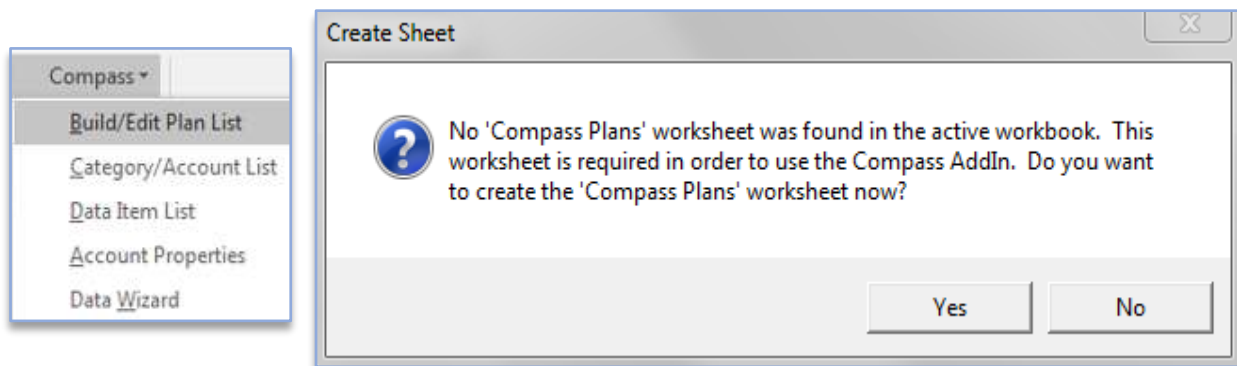 Compass
Build/Edit Plan List
Category/Account List
Data Item List
Account Properties
Data Wizard
Create Sheet
No 'Compass Plans' worksheet was found in the active workbook. This
worksheet is required in order to use the Compass AddIn. Do you want
to create the 'Compass Plans' worksheet now?
Yes
No